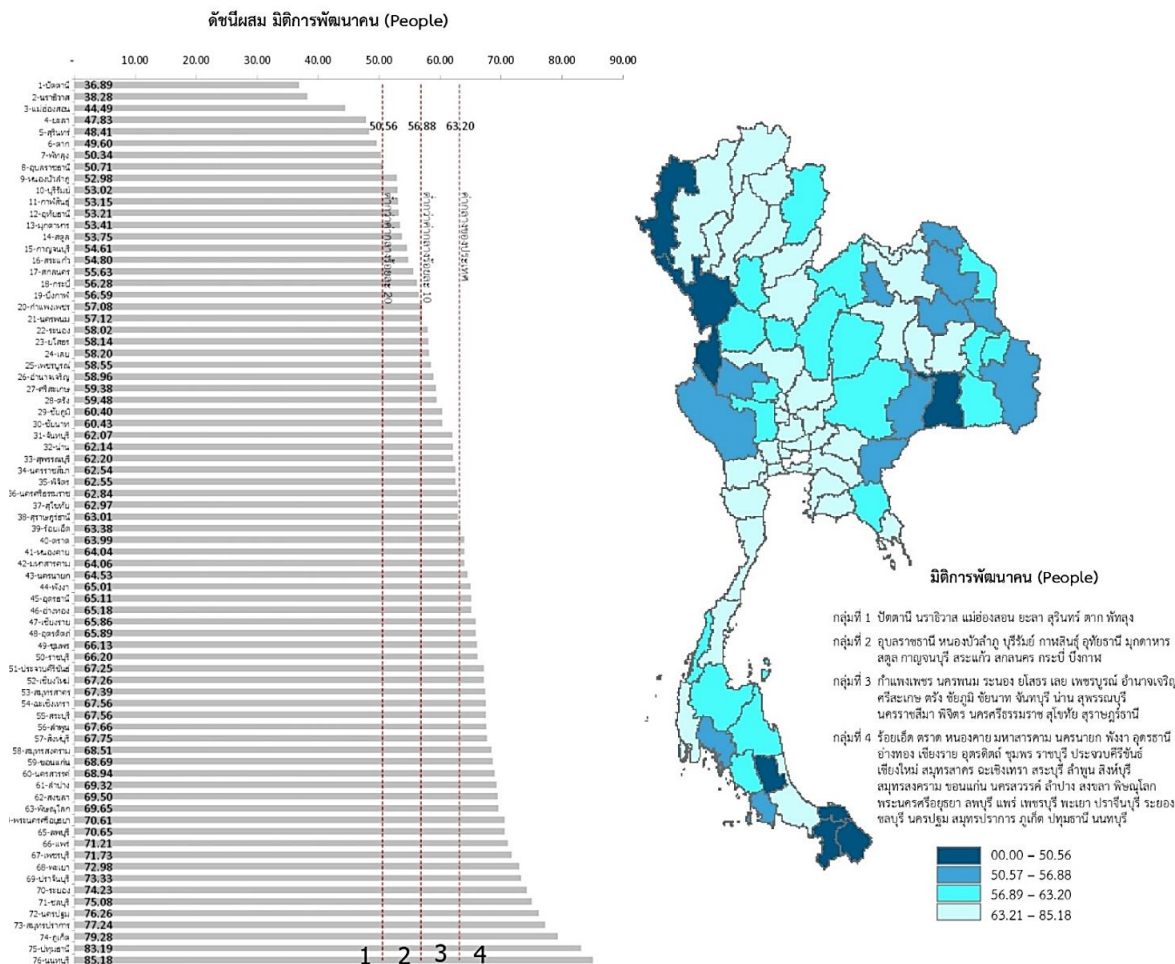 ดัชนีผสม มิติการพัฒนาคน (People)
10.00 20.00 30.00 40.00 50.00 60.00 70.00 80.00 90.00
1-ปัตตานี 36.89
2-นราธิวาส 38.28
3-แม่ฮ่องสอน 44.49
4-ยะลา 47.83
50.56 56.88 63.20
5-สุรินทร์ 48.41
6-ตาก 49.60
7-พัทลุง 50.34
8-อุบลราชธานี 50.71
9-หนองบัวลำภู 52.98
10-บุรีรัมย์ 53.02
11-กาฬสินธุ์ 53.15
12-อุทัยธานี 53.21
13-มุกดาหาร 53.41
14-สตูล 53.75
15-กาญจนบุรี 54.61
16-สระแก้ว 54.80
17-สกลนคร 55.63
18-กระบี่ 56.28
19-บึงกาฬ 56.59
20-กำแพงเพชร 57.08
21-นครพนม 57.12
22-ระนอง 58.02
23-ยโสธร 58.14
24-เลย 58.20
25-เพชรบูรณ์ 58.55
26-อำนาจเจริญ 58.96
27-ศรีสะเกษ 59.38
28-ตรัง 59.48
29-ชัยภูมิ 60.40
30-ชัยนาท 60.43
31-จันทบุรี 62.07
32-น่าน 62.14
33-สุพรรณบุรี 62.20
34-นครราชสีมา 62.54
35-พิจิตร 62.55
36-นครศรีธรรมราช 62.84
37-สุโขทัย 62.97
38-สุราษฎร์ธานี 63.01
39-ร้อยเอ็ด 63.38
40-ตราด 63.99
41-หนองคาย 64.04
42-มหาสารคาม 64.06
43-นครนายก 64.53
44-พังงา 65.01
45-อุดรธานี 65.11
46-อ่างทอง 65.18
47-เชียงราย 65.86
48-อุตรดิตถ์ 65.89
49-ชุมพร 66.13
50-ราชบุรี 66.20
51-ประจวบคีรีขันธ์ 67.25
52-เชียงใหม่ 67.26
53-สมุทรสาคร 67.39
54-ฉะเชิงเทรา 67.56
55-สระบุรี 67.56
56-ลำพูน 67.66
57-สิงห์บุรี 67.75
58-สมุทรสงคราม 68.51
59-ขอนแก่น 68.69
60-นครสวรรค์ 68.94
61-ลำปาง 69.32
62-สงขลา 69.50
63-พิษณุโลก 69.65
-พระนครศรีอยุธยา 70.61
65-ลพบุรี 70.65
66-แพร่ 71.21
67-เพชรบุรี 71.73
68-พะเยา 72.98
69-ปราจีนบุรี 73.33
70-ระยอง 74.23
71-ชลบุรี 75.08
72-นครปฐม 76.26
73-สมุทรปราการ 77.24
74-ภูเก็ต 79.28
75-ปทุมธานี 83.19
76-นนทบุรี 85.18
ต่ำกว่าค่ากลางร้อยละ 20
ต่ำกว่าค่ากลางร้อยละ 10
ค่ากลางของประเทศ
1 2 3 4
มิติการพัฒนาคน (People)
กลุ่มที่ 1 ปัตตานี นราธิวาส แม่ฮ่องสอน ยะลา สุรินทร์ ตาก พัทลุง
กลุ่มที่ 2 อุบลราชธานี หนองบัวลำภู บุรีรัมย์ กาฬสินธุ์ อุทัยธานี มุกดาหาร
สตูล กาญจนบุรี สระแก้ว สกลนคร กระบี่ บึงกาฬ
กลุ่มที่ 3 กำแพงเพชร นครพนม ระนอง ยโสธร เลย เพชรบูรณ์ อำนาจเจริญ
ศรีสะเกษ ตรัง ชัยภูมิ ชัยนาท จันทบุรี น่าน สุพรรณบุรี
นครราชสีมา พิจิตร นครศรีธรรมราช สุโขทัย สุราษฎร์ธานี
กลุ่มที่ 4 ร้อยเอ็ด ตราด หนองคาย มหาสารคาม นครนายก พังงา อุดรธานี
อ่างทอง เชียงราย อุตรดิตถ์ ชุมพร ราชบุรี ประจวบคีรีขันธ์
เชียงใหม่ สมุทรสาคร ฉะเชิงเทรา สระบุรี ลำพูน สิงห์บุรี
สมุทรสงคราม ขอนแก่น นครสวรรค์ ลำปาง สงขลา พิษณุโลก
พระนครศรีอยุธยา ลพบุรี แพร่ เพชรบุรี พะเยา ปราจีนบุรี ระยอง
ชลบุรี นครปฐม สมุทรปราการ ภูเก็ต ปทุมธานี นนทบุรี
00.00 – 50.56
50.57 – 56.88
56.89 – 63.20
63.21 – 85.18